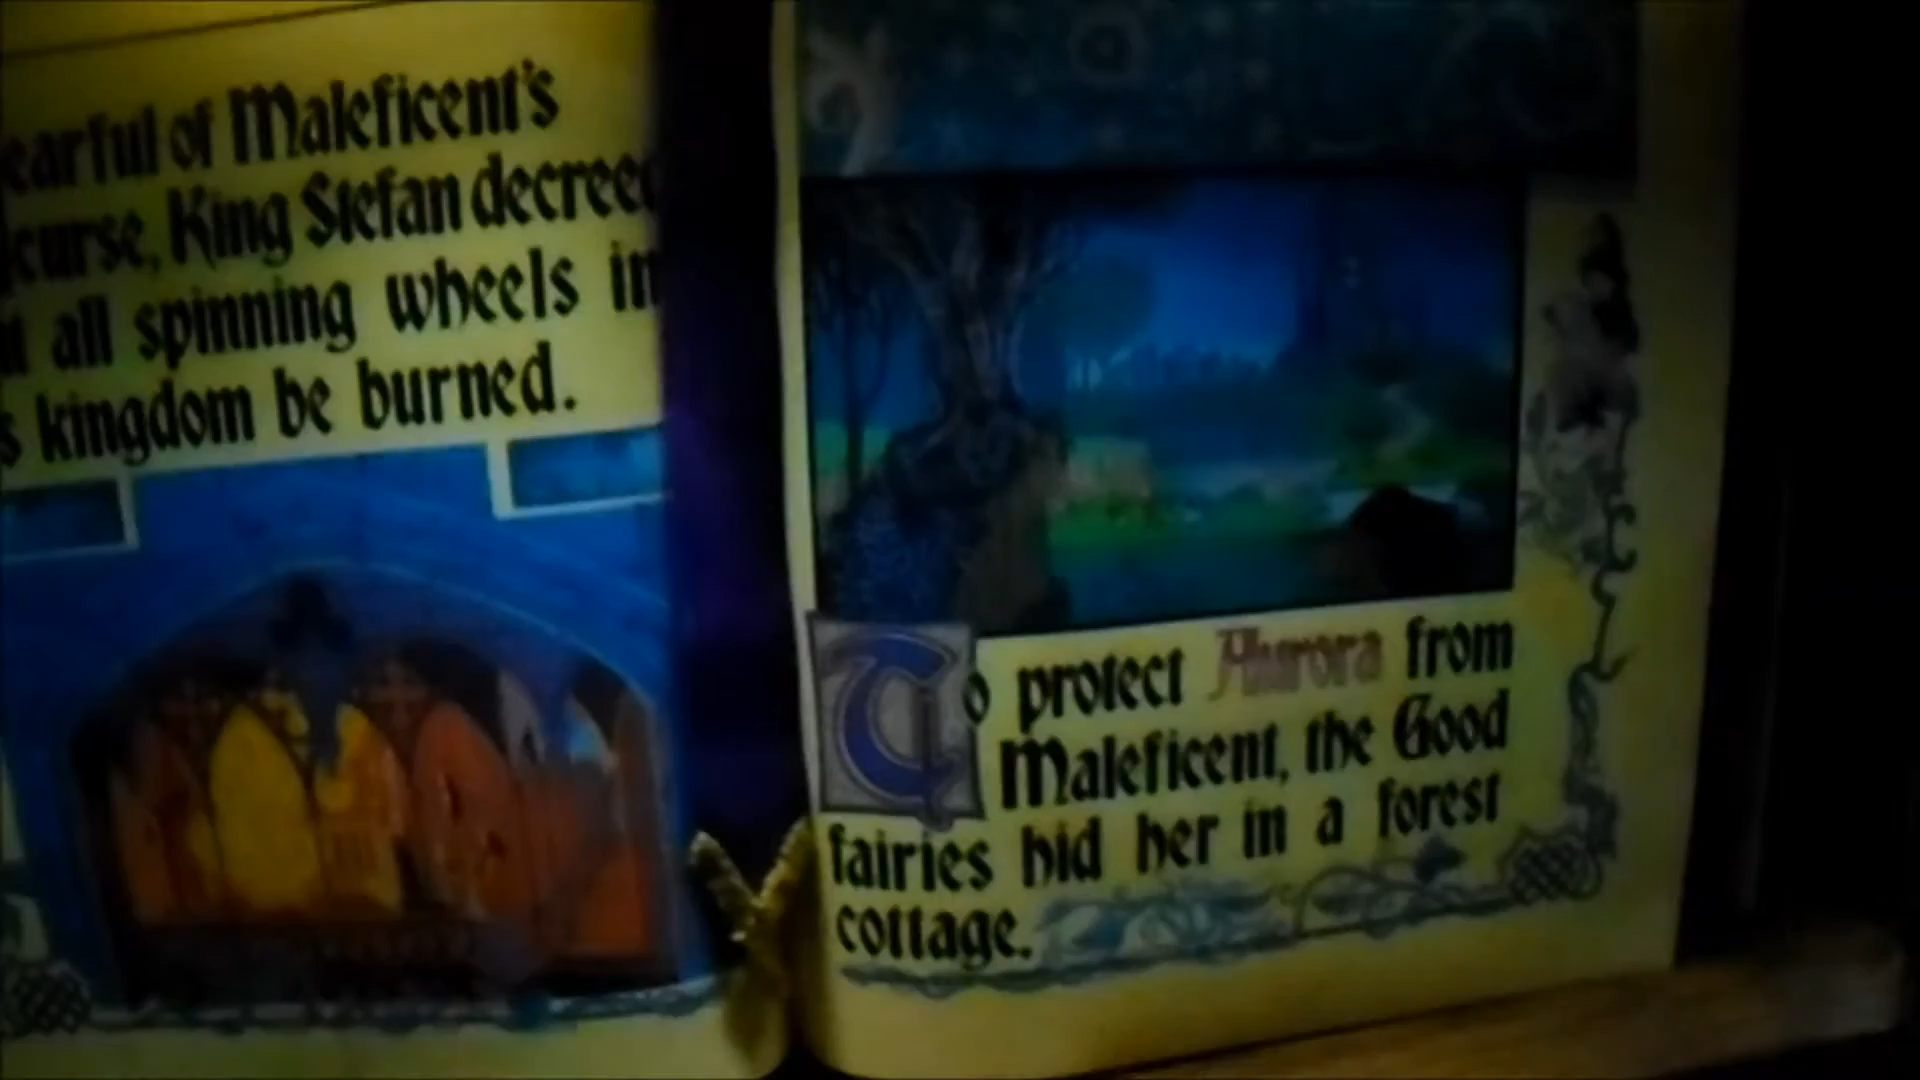 earful of Maleficent's
curse, King Stefan decreed
all spinning wheels in
s kingdom be burned.
To protect Aurora from
Maleficent, the Good
fairies hid her in a forest
cottage.